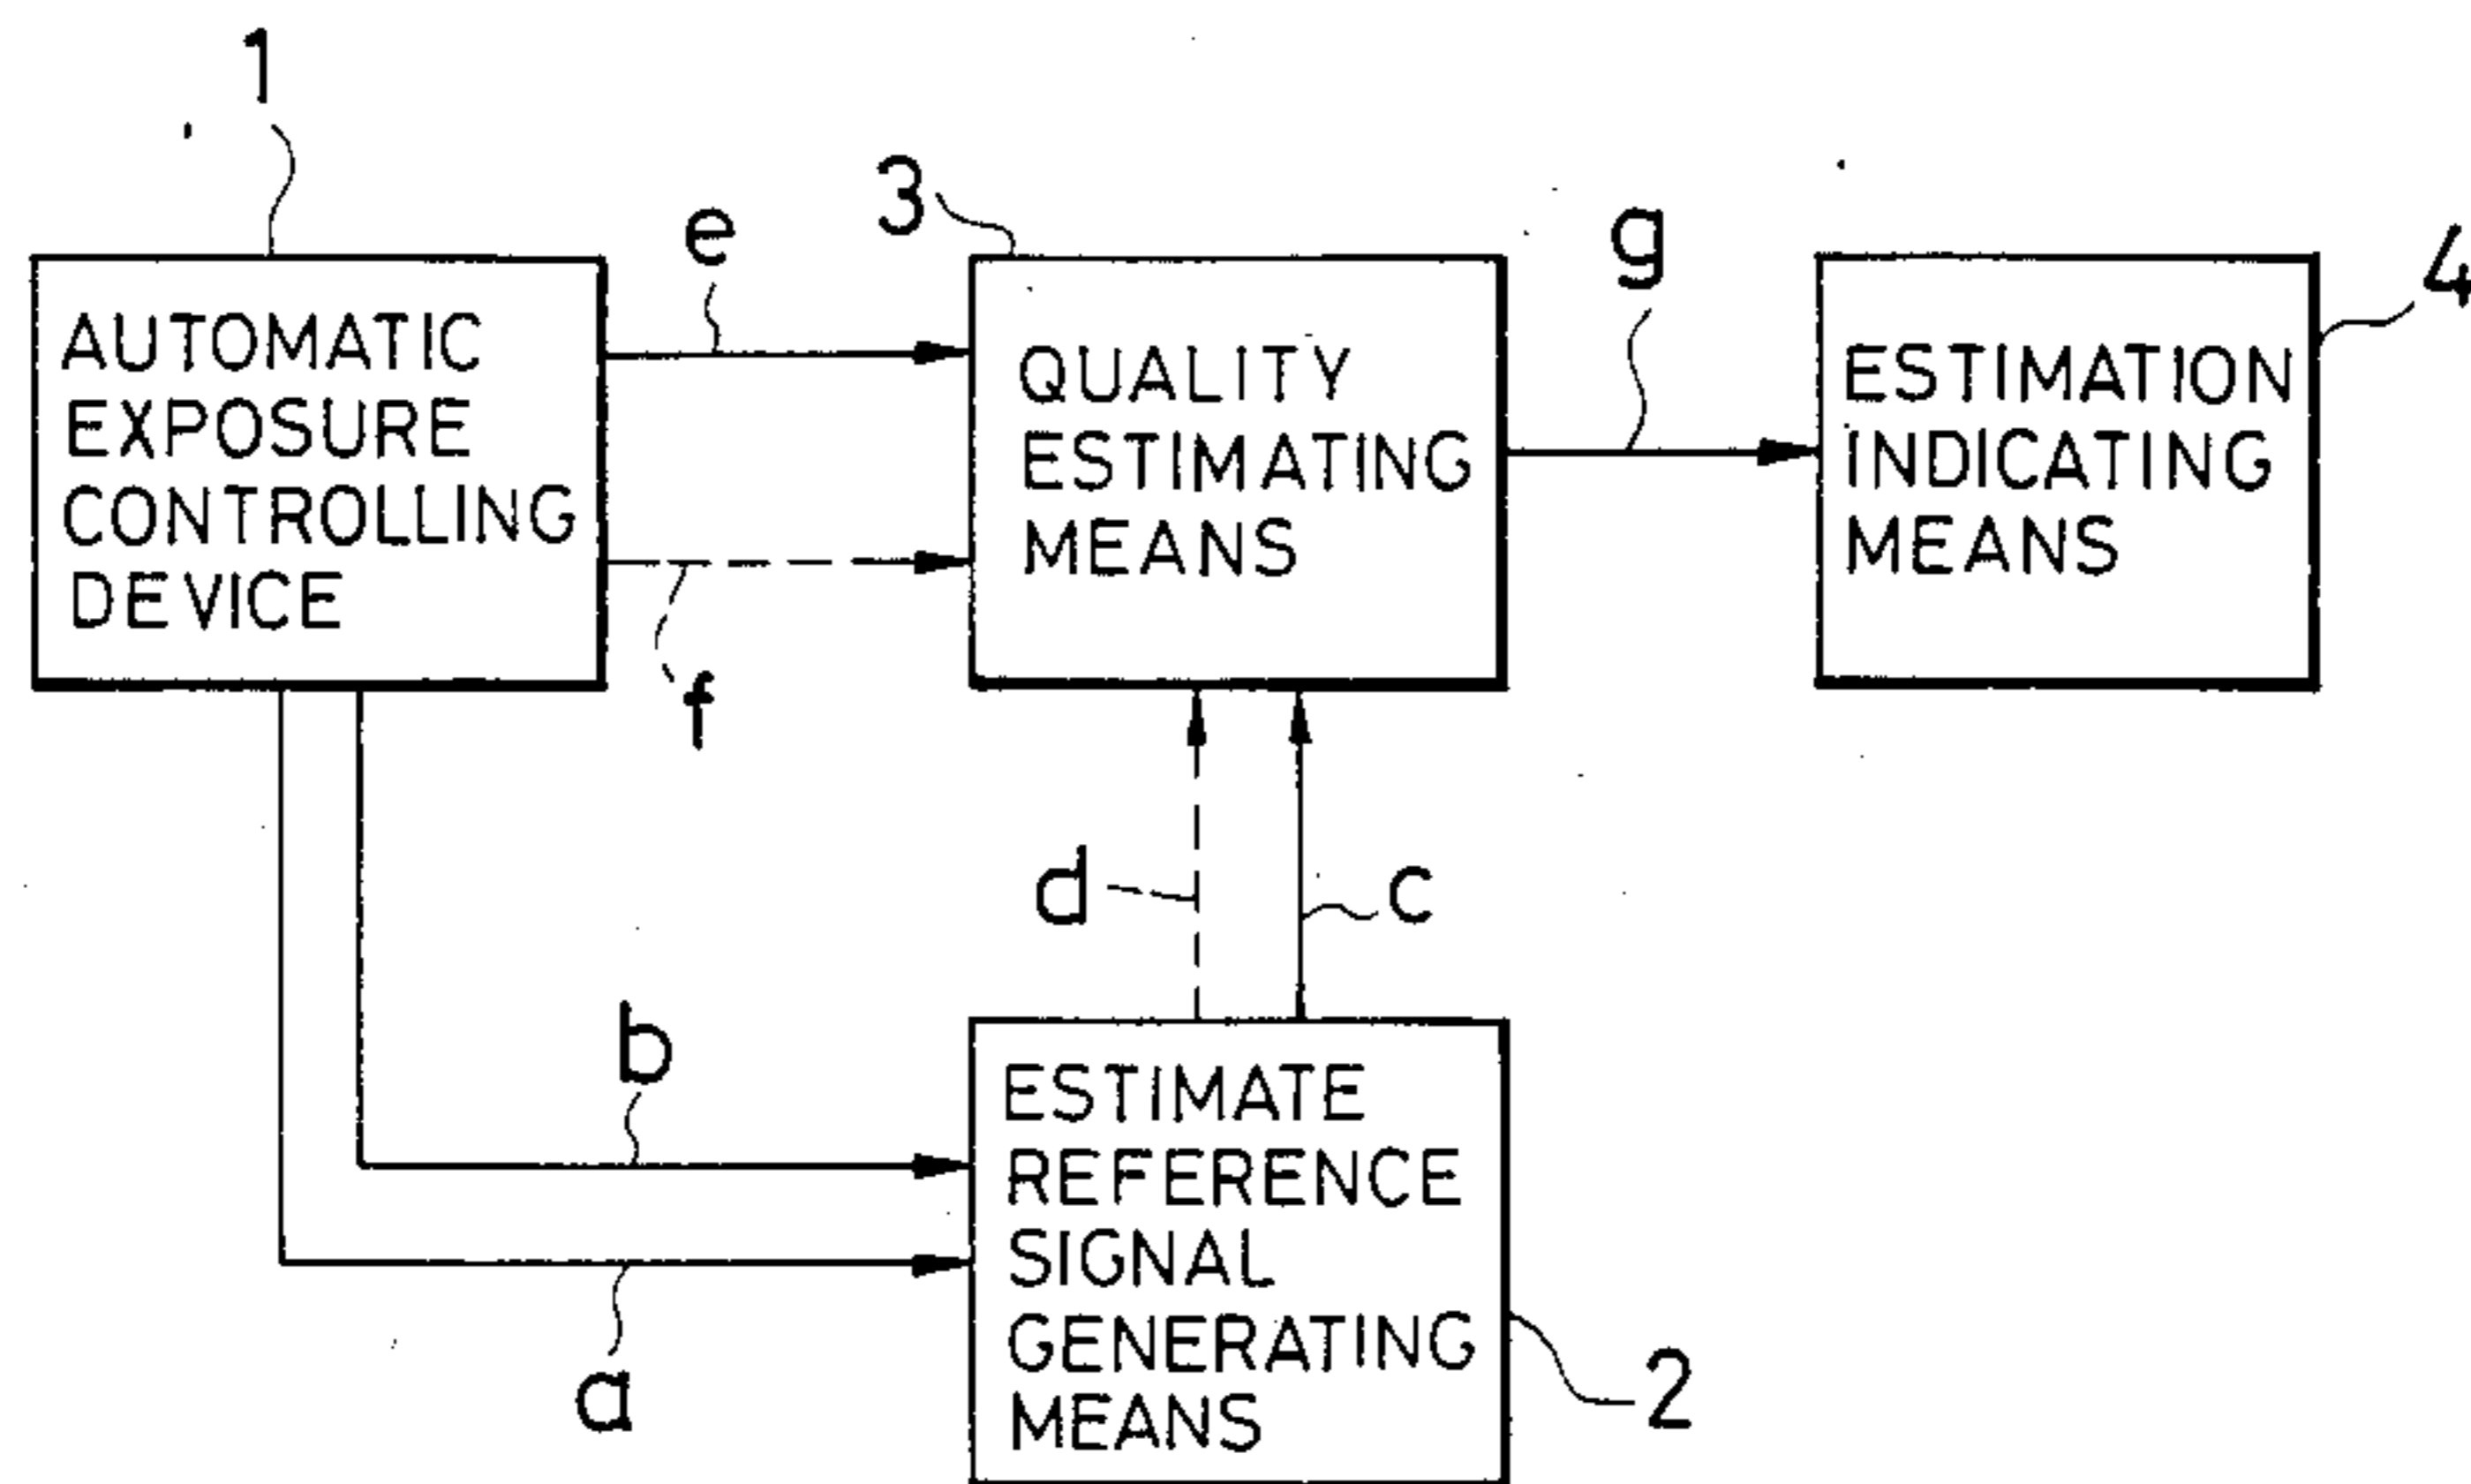 1
3
e
g
4
AUTOMATIC
EXPOSURE
CONTROLLING
DEVICE
QUALITY
ESTIMATING
MEANS
ESTIMATION
INDICATING
MEANS
f
d
c
b
a
ESTIMATE
REFERENCE
SIGNAL
GENERATING
MEANS
2